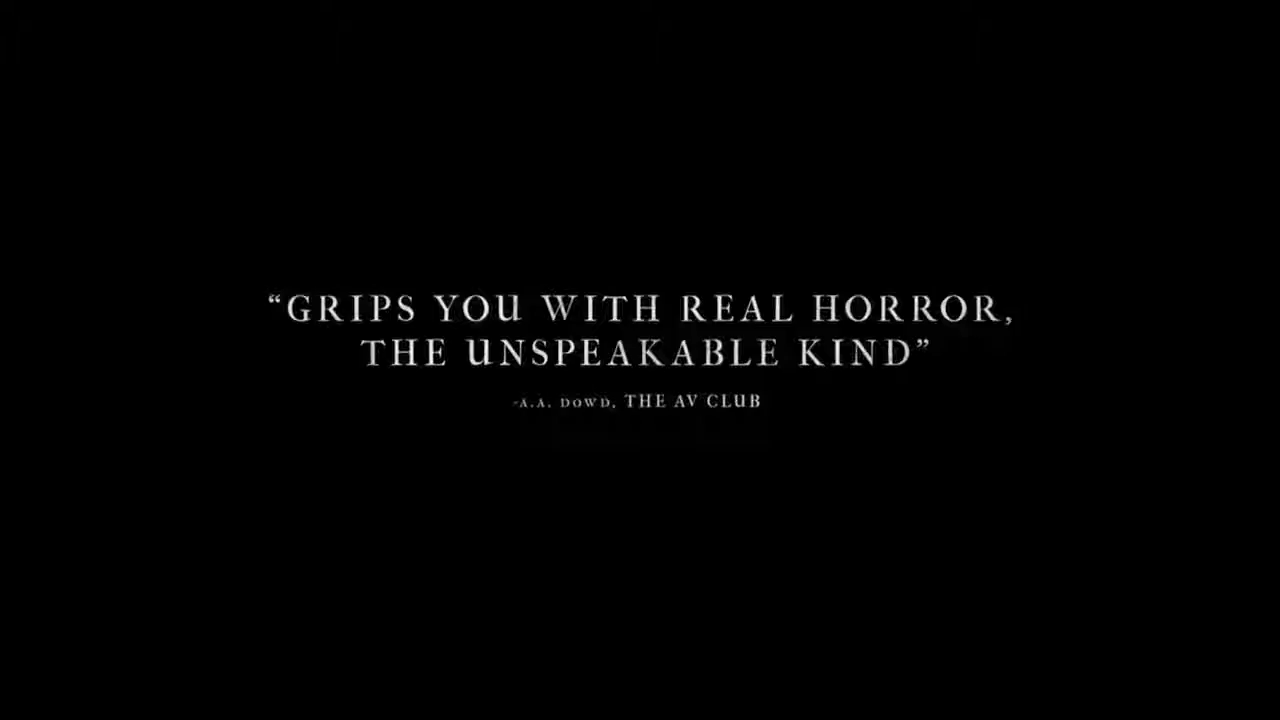 “GRIPS YOU WITH REAL HORROR,
THE UNSPEAKABLE KIND”
-A.A. DOWD, THE AV CLUB